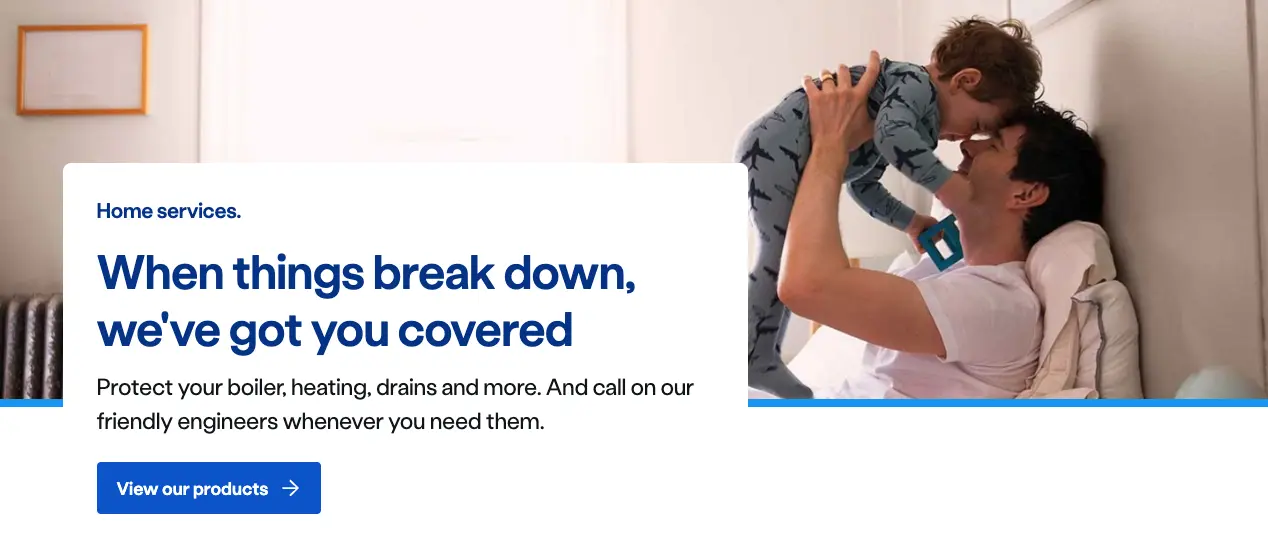 Home services.
When things break down,
we've got you covered
Protect your boiler, heating, drains and more. And call on our
friendly engineers whenever you need them.
View our products